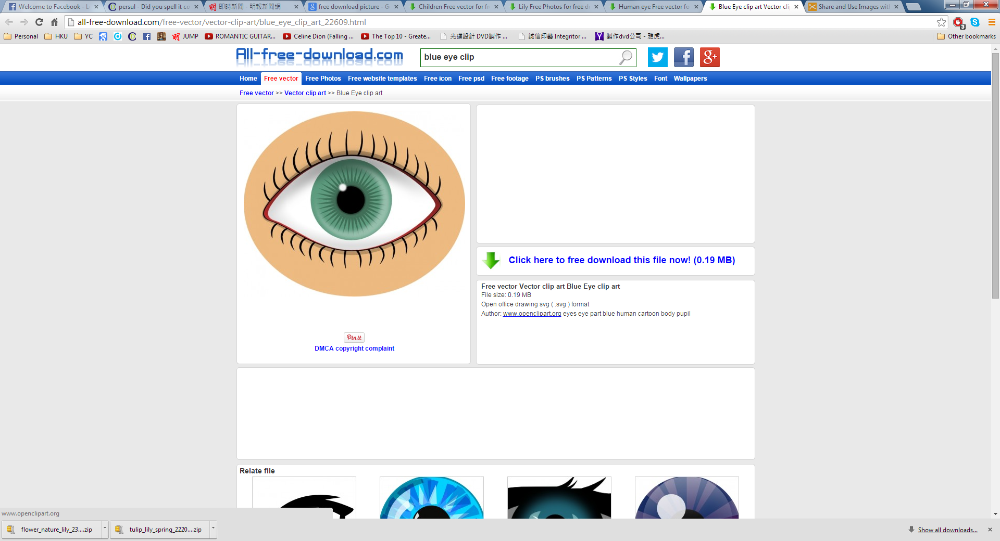 Welcome to Facebook - L
persul - Did you spell it co
即時新聞 - 明報新聞網
free download picture - G
Children Free vector for fr
Lily Free Photos for free d
Human eye Free vector fo
Blue Eye clip art Vector cli
Share and Use Images wit
all-free-download.com/free-vector/vector-clip-art/blue_eye_clip_art_22609.html
3
Personal
HKU
YC
JUMP
ROMANTIC GUITAR...
Celine Dion (Falling ...
The Top 10 - Greate...
光碟設計 DVD製作 ...
誠信印藝 Integritor ...
製作dvd公司 - 雅虎...
Other bookmarks
All-free-download.com
blue eye clip
Home
Free vector
Free Photos
Free website templates
Free icon
Free psd
Free footage
PS brushes
PS Patterns
PS Styles
Font
Wallpapers
Free vector >> Vector clip art >> Blue Eye clip art
Click here to free download this file now! (0.19 MB)
Free vector Vector clip art Blue Eye clip art
File size: 0.19 MB
Open office drawing svg ( .svg ) format
Author: www.openclipart.org eyes eye part blue human cartoon body pupil
Pin it
DMCA copyright complaint
Relate file
www.openclipart.org
flower_nature_lily_23....zip
tulip_lily_spring_2220....zip
Show all downloads...